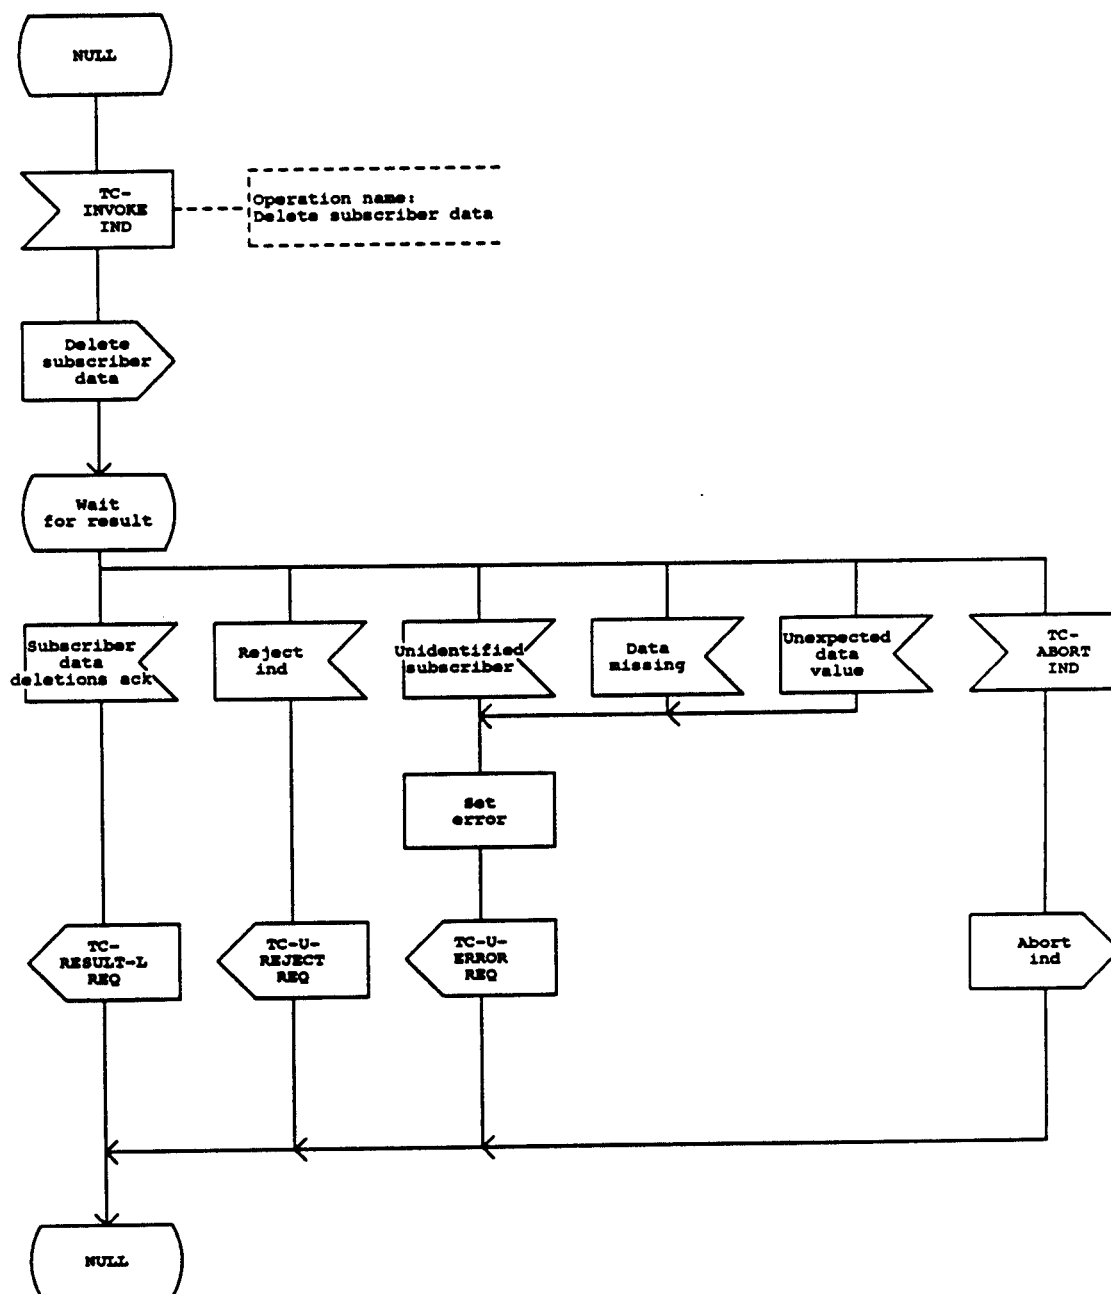 NULL
TC-
INVOKE
IND
Operation name:
Delete subscriber data
Delete
subscriber
data
Wait
for result
Subscriber
data
deletions ack
Reject
ind
Unidentified
subscriber
Data
missing
Unexpected
data
value
TC-
ABORT
IND
Set
error
TC-
RESULT-L
REQ
TC-U-
REJECT
REQ
TC-U-
ERROR
REQ
Abort
ind
NULL